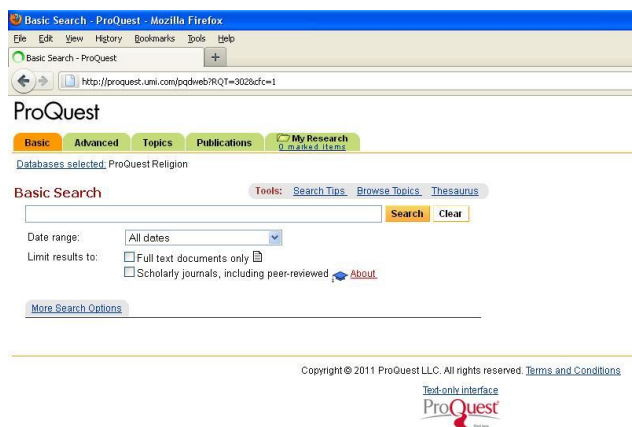 Basic Search - ProQuest - Mozilla Firefox
File Edit View History Bookmarks Tools Help
Basic Search - ProQuest +
http://proquest.umi.com/pqdweb?RQT=302&cfc=1
ProQuest
Basic Advanced Topics Publications My Research
0 marked items
Databases selected: ProQuest Religion
Basic Search Tools: Search Tips Browse Topics Thesaurus
Search Clear
Date range: All dates
Limit results to: Full text documents only
Scholarly journals, including peer-reviewed About
More Search Options
Copyright © 2011 ProQuest LLC. All rights reserved. Terms and Conditions
Text-only interface
ProQuest